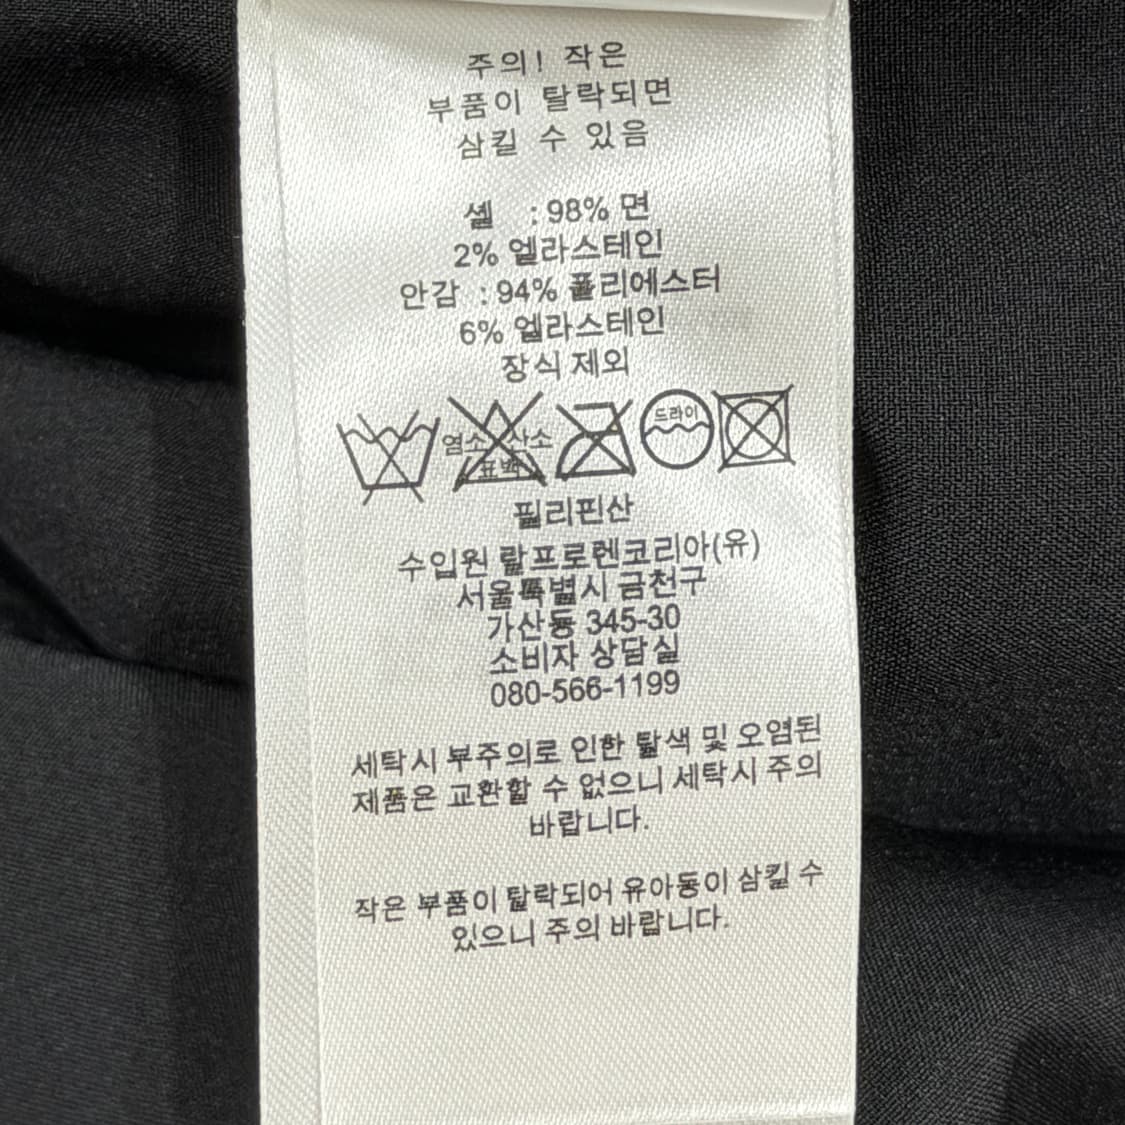 주의! 작은
부품이 탈락되면
삼킬 수 있음
셸 : 98% 면
2% 엘라스테인
안감 : 94% 폴리에스터
6% 엘라스테인
장식 제외
염소 산소 드라이
표백
필리핀산
수입원 랄프로렌코리아(유)
서울특별시 금천구
가산동 345-30
소비자 상담실
080-566-1199
세탁시 부주의로 인한 탈색 및 오염된
제품은 교환할 수 없으니 세탁시 주의
바랍니다.
작은 부품이 탈락되어 유아동이 삼킬 수
있으니 주의 바랍니다.